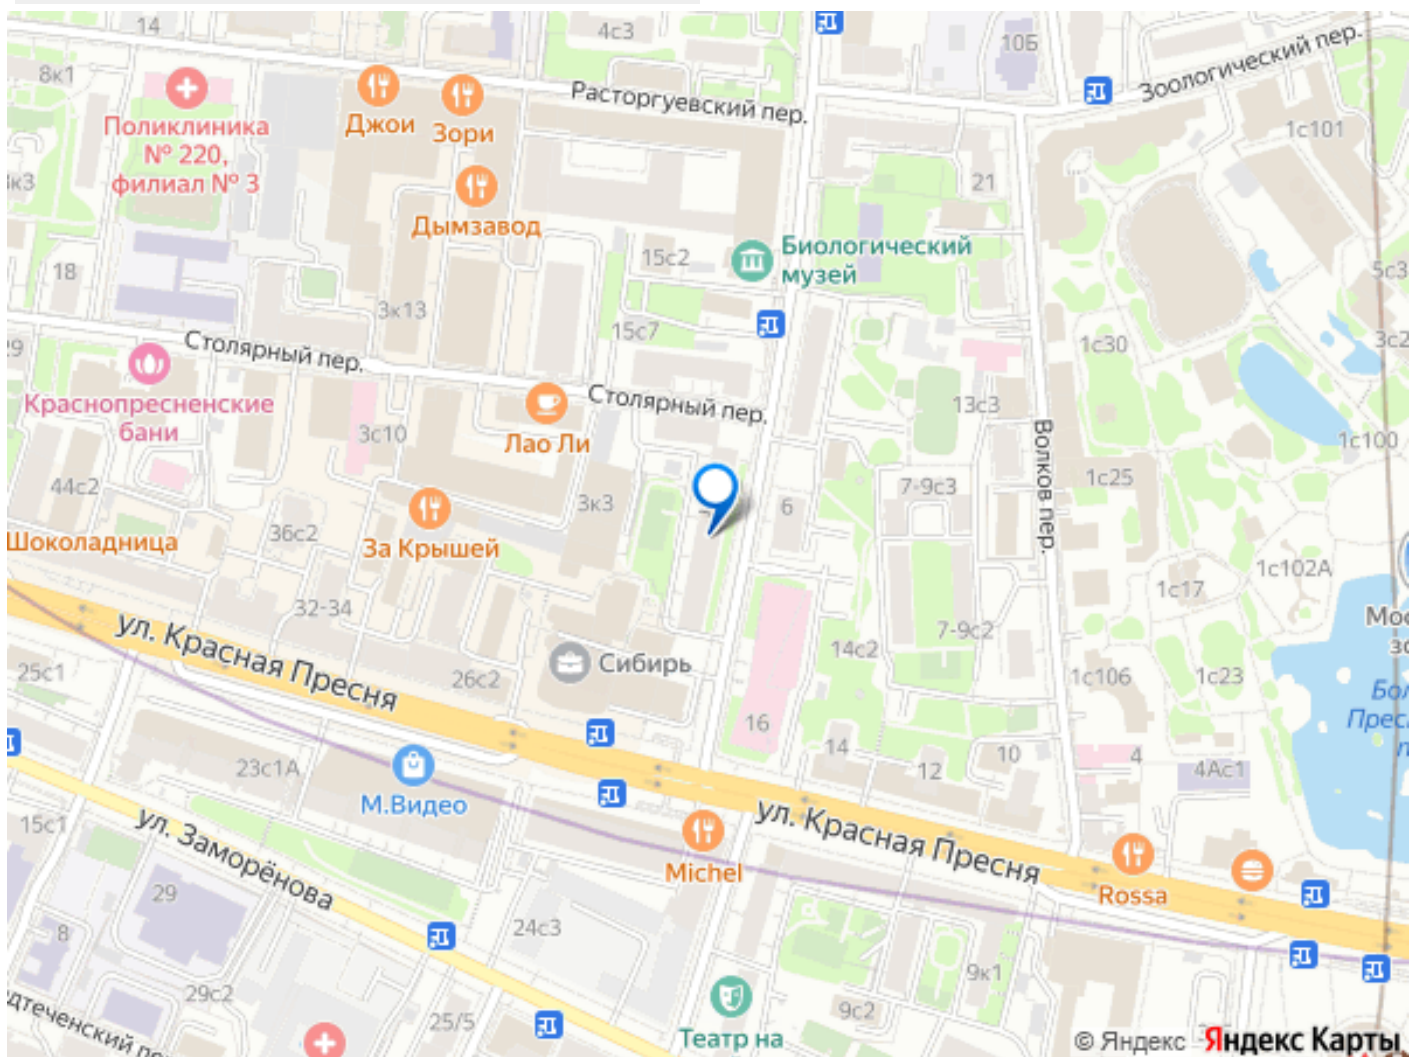 14
4с3
10Б
Зоологический пер.
8к1
Джои
Зори
Расторгуевский пер.
1с101
Поликлиника
№ 220,
филиал № 3
21
Дымзавод
Биологический
музей
15с2
18
5с3
3к13
15с7
3с2
1с30
29
Столярный пер.
Столярный пер.
Краснопресненские
бани
13с3
3с10
Лао Ли
1с100
Волков пер.
44с2
1с25
7-9с3
3к3
6
36с2
Шоколадница
За Крышей
1с102А
1с17
32-34
ул. Красная Пресня
7-9с2
14с2
Сибирь
25с1
26с2
1с106
1с23
16
14
12
10
4
4Ас1
23с1А
М.Видео
15с1
ул. Заморёнова
ул. Красная Пресня
Michel
Rossa
29
24с3
8
9к1
29с2
9с2
25/5
Театр на
© Яндекс Яндекс Карты